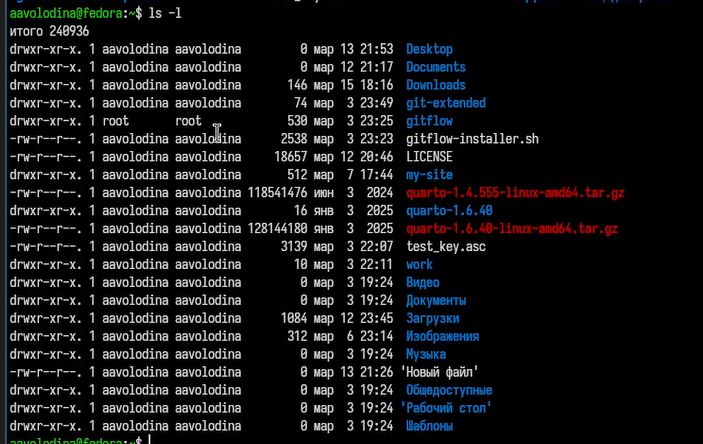 aavolodina@fedora:~$ ls -l
итого 240936
drwxr-xr-x. 1 aavolodina aavolodina 0 мар 13 21:53 Desktop
drwxr-xr-x. 1 aavolodina aavolodina 0 мар 12 21:17 Documents
drwxr-xr-x. 1 aavolodina aavolodina 146 мар 15 18:16 Downloads
drwxr-xr-x. 1 aavolodina aavolodina 74 мар 3 23:49 git-extended
drwxr-xr-x. 1 root root 530 мар 3 23:25 gitflow
-rw-r--r--. 1 aavolodina aavolodina 2538 мар 3 23:23 gitflow-installer.sh
-rw-r--r--. 1 aavolodina aavolodina 18657 мар 12 20:46 LICENSE
drwxr-xr-x. 1 aavolodina aavolodina 512 мар 7 17:44 my-site
-rw-r--r--. 1 aavolodina aavolodina 118541476 июн 3 2024 quarto-1.4.555-linux-amd64.tar.gz
drwxr-xr-x. 1 aavolodina aavolodina 16 янв 3 2025 quarto-1.6.40
-rw-r--r--. 1 aavolodina aavolodina 128144180 янв 3 2025 quarto-1.6.40-linux-amd64.tar.gz
-rw-r--r--. 1 aavolodina aavolodina 3139 мар 3 22:07 test_key.asc
drwxr-xr-x. 1 aavolodina aavolodina 10 мар 3 22:11 work
drwxr-xr-x. 1 aavolodina aavolodina 0 мар 3 19:24 Видео
drwxr-xr-x. 1 aavolodina aavolodina 0 мар 3 19:24 Документы
drwxr-xr-x. 1 aavolodina aavolodina 1084 мар 12 23:45 Загрузки
drwxr-xr-x. 1 aavolodina aavolodina 312 мар 6 23:14 Изображения
drwxr-xr-x. 1 aavolodina aavolodina 0 мар 3 19:24 Музыка
-rw-r--r--. 1 aavolodina aavolodina 0 мар 13 21:26 'Новый файл'
drwxr-xr-x. 1 aavolodina aavolodina 0 мар 3 19:24 Общедоступные
drwxr-xr-x. 1 aavolodina aavolodina 0 мар 3 19:24 'Рабочий стол'
drwxr-xr-x. 1 aavolodina aavolodina 0 мар 3 19:24 Шаблоны
aavolodina@fedora:~$